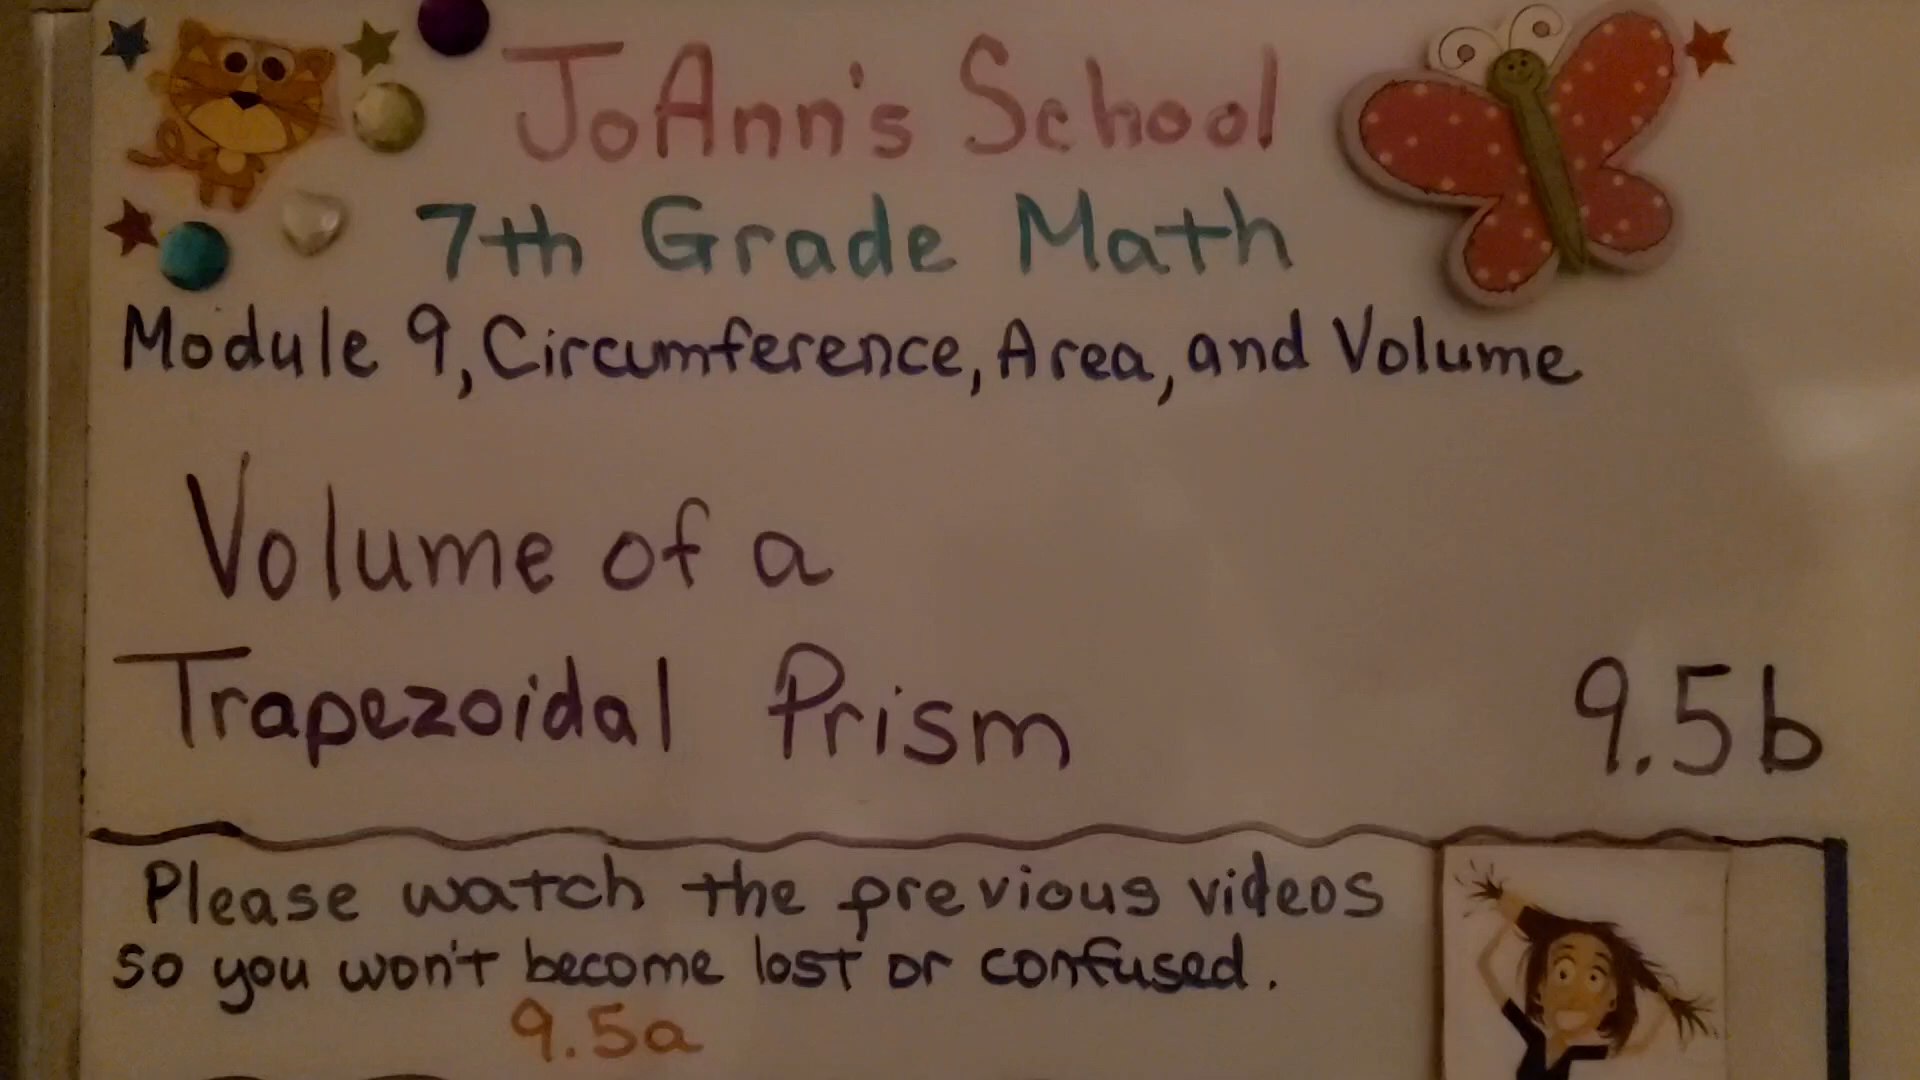 JoAnn's School
7th Grade Math
Module 9, Circumference, Area, and Volume
Volume of a
Trapezoidal Prism
9.5b
Please watch the previous videos
so you won't become lost or confused.
9.5a